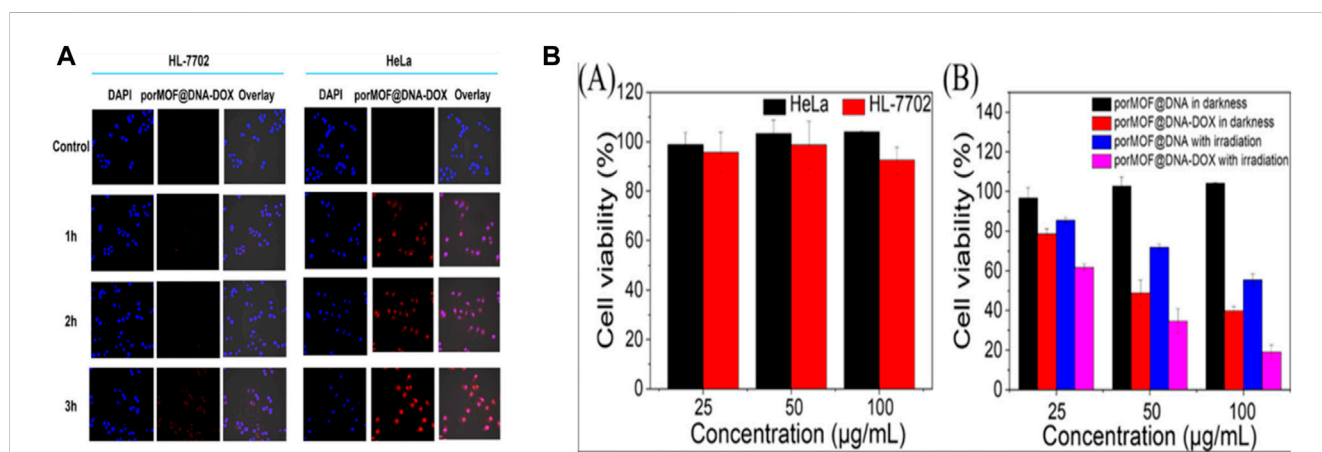 A
HL-7702
HeLa
DAPI porMOF@DNA-DOX Overlay
DAPI porMOF@DNA-DOX Overlay
Control
1h
2h
3h
B
(A)
120
100
80
60
40
20
0
HeLa HL-7702
Cell viability (%)
25 50 100
Concentration (μg/mL)
(B)
140
120
100
80
60
40
20
0
porMOF@DNA in darkness
porMOF@DNA-DOX in darkness
porMOF@DNA with irradiation
porMOF@DNA-DOX with irradiation
Cell viability (%)
25 50 100
Concentration (μg/mL)